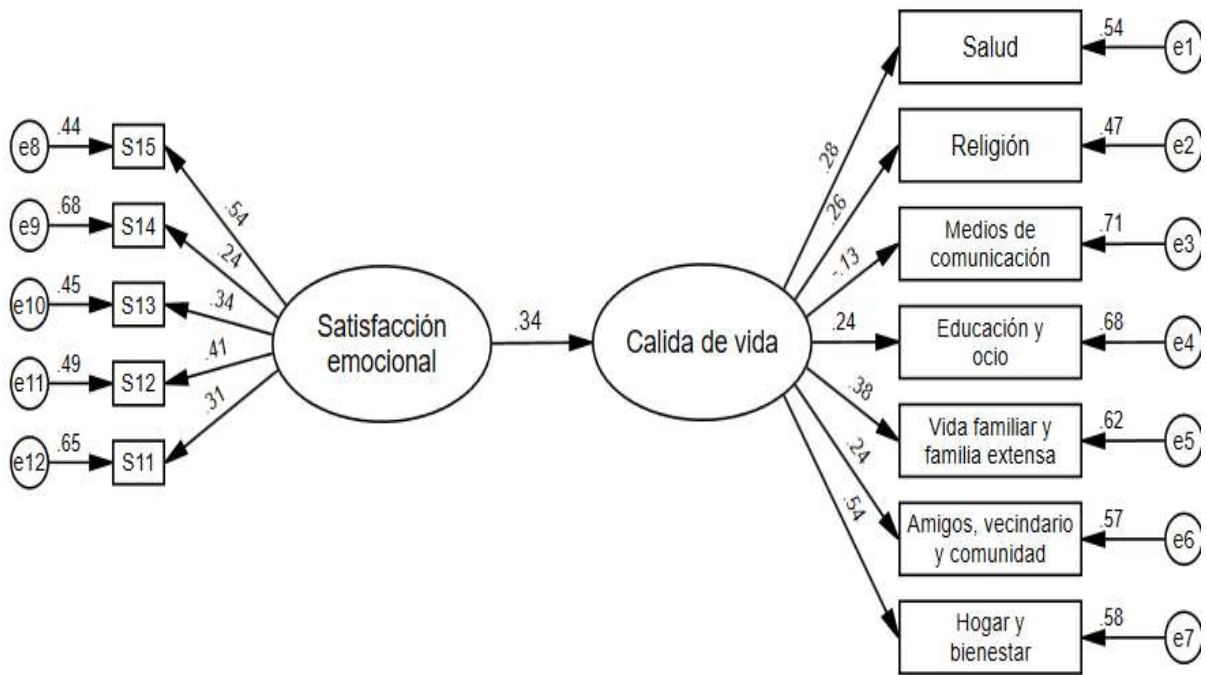 e8
.44
S15
e9
.68
S14
e10
.45
S13
e11
.49
S12
e12
.65
S11
.54
.24
.34
.41
.31
Satisfacción
emocional
.34
Calida de vida
.28
.26
-.13
.24
.38
.24
.54
Salud
.54
e1
Religión
.47
e2
Medios de
comunicación
.71
e3
Educación y
ocio
.68
e4
Vida familiar y
familia extensa
.62
e5
Amigos, vecindario
y comunidad
.57
e6
Hogar y
bienestar
.58
e7